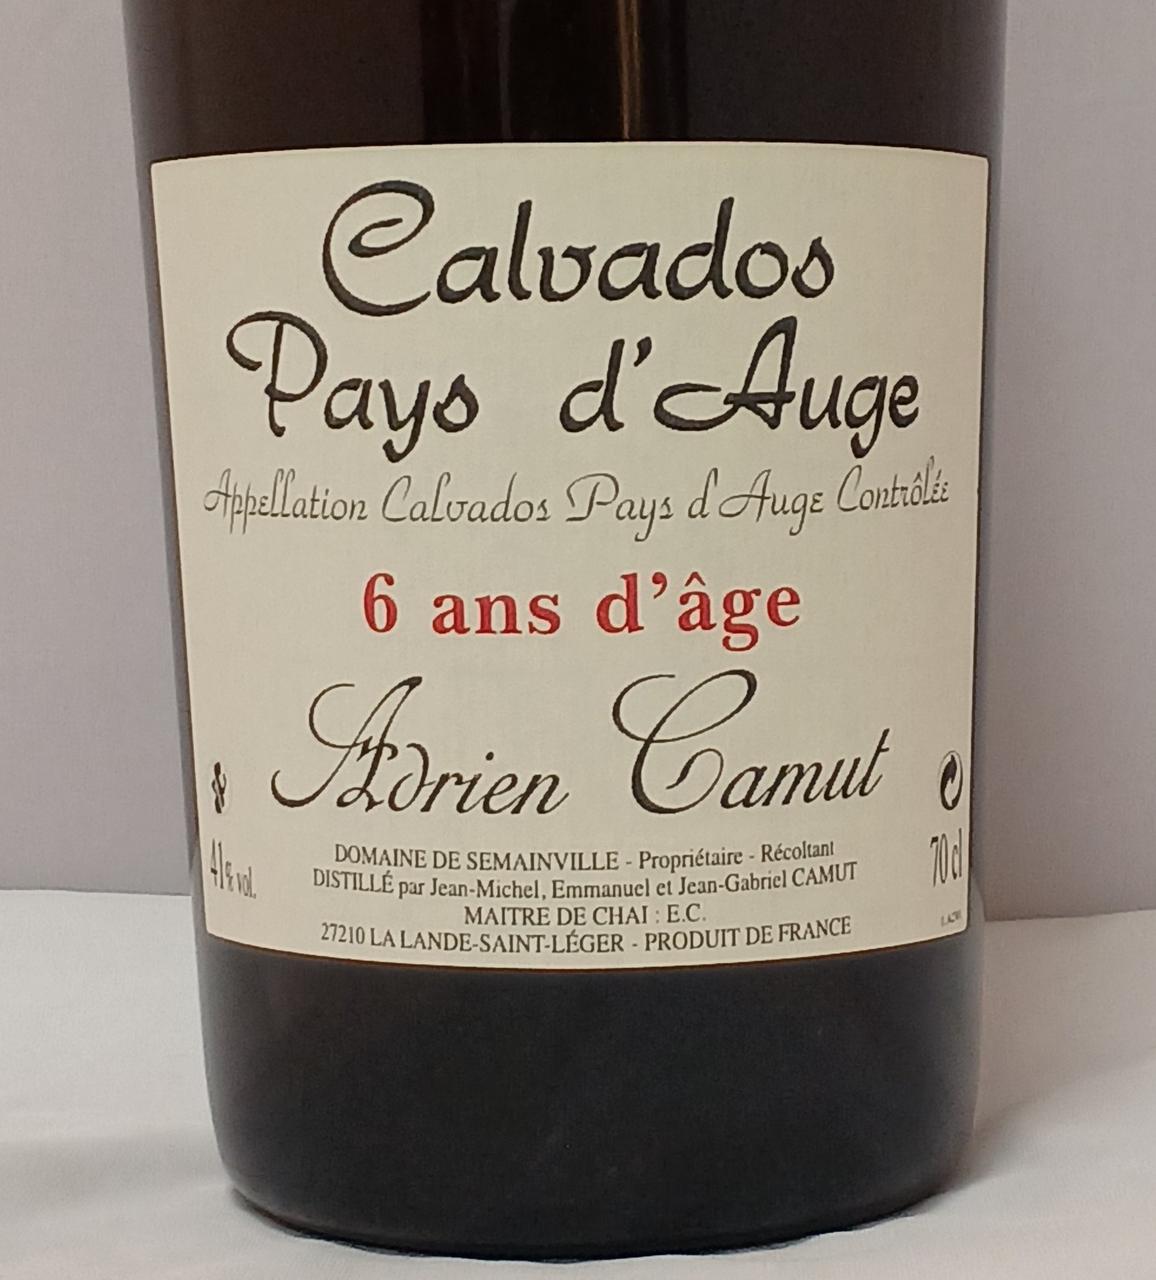 Calvados
Pays d'Auge
Appellation Calvados Pays d'Auge Contrôlée
6 ans d'âge
Adrien Camut
41% vol.
70 cl
DOMAINE DE SEMAINVILLE - Propriétaire - Récoltant
DISTILLÉ par Jean-Michel, Emmanuel et Jean-Gabriel CAMUT
MAITRE DE CHAI : E.C.
27210 LA LANDE-SAINT-LÉGER - PRODUIT DE FRANCE